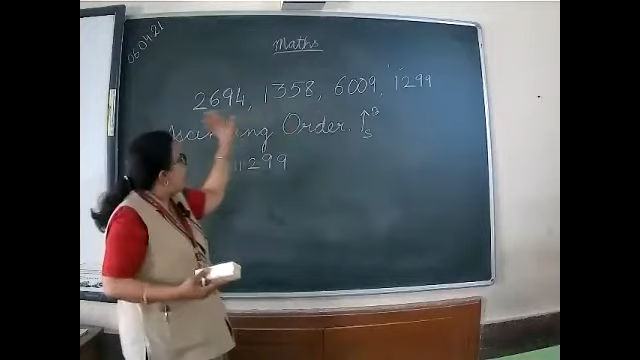 06.04.21
Maths
2694, 1358, 6009, 1299
Ascending Order. ↑ B S
1299